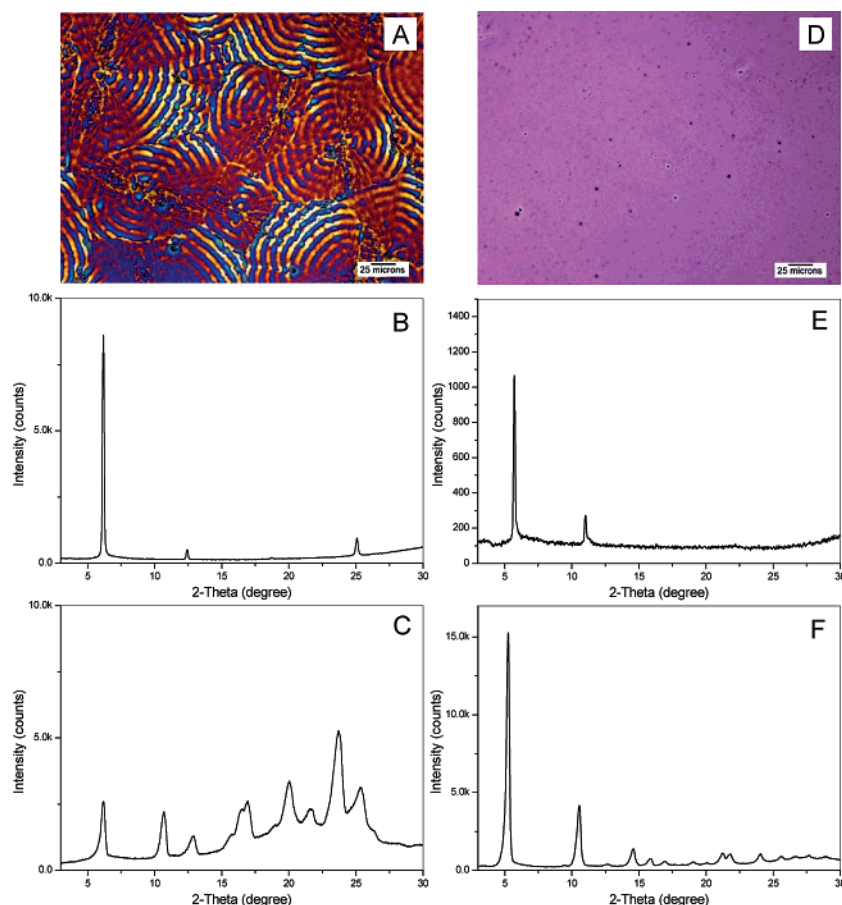 A
25 microns
D
25 microns
B
10.0k
5.0k
0.0
Intensity (counts)
5 10 15 20 25 30
2-Theta (degree)
E
1400
1200
1000
800
600
400
200
0
Intensity (counts)
5 10 15 20 25 30
2-Theta (degree)
C
10.0k
5.0k
0.0
Intensity (counts)
5 10 15 20 25 30
2-Theta (degree)
F
15.0k
10.0k
5.0k
0.0
Intensity (counts)
5 10 15 20 25 30
2-Theta (degree)